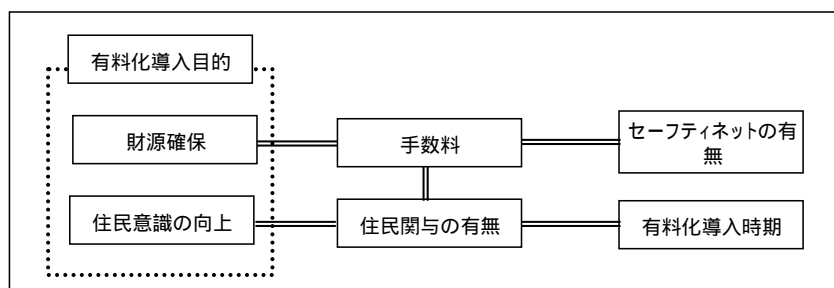 有料化導入目的
財源確保
手数料
セーフティネットの有
無
住民意識の向上
住民関与の有無
有料化導入時期